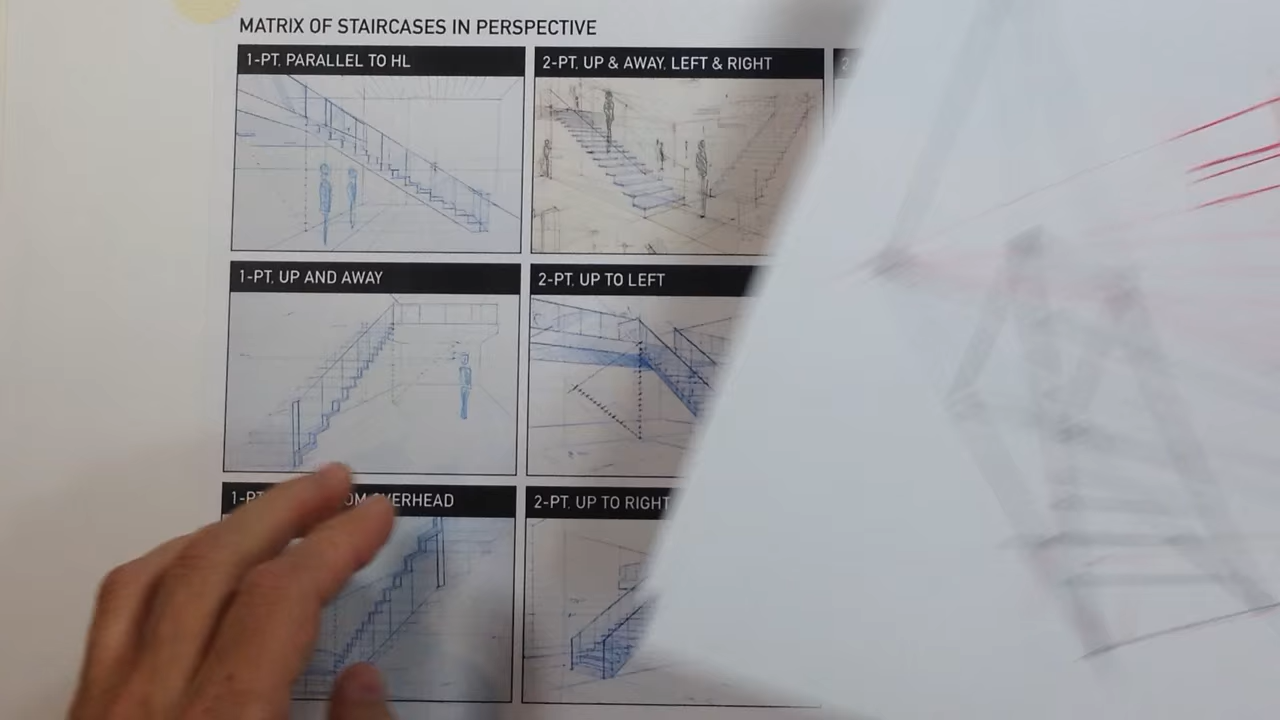 MATRIX OF STAIRCASES IN PERSPECTIVE
1-PT. PARALLEL TO HL
2-PT. UP & AWAY. LEFT & RIGHT
1-PT. UP AND AWAY
2-PT. UP TO LEFT
OVERHEAD
2-PT. UP TO RIGHT